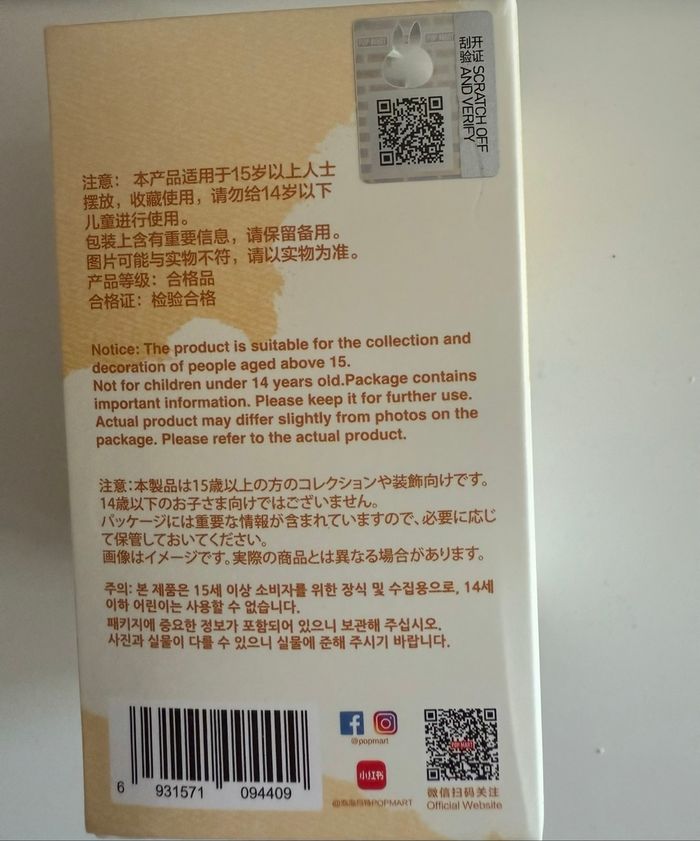 POP MART
POP MART
刮开
验证
SCRATCH OFF
AND VERIFY
注意： 本产品适用于15岁以上人士
摆放，收藏使用，请勿给14岁以下
儿童进行使用。
包装上含有重要信息，请保留备用。
图片可能与实物不符，请以实物为准。
产品等级：合格品
合格证：检验合格
Notice: The product is suitable for the collection and
decoration of people aged above 15.
Not for children under 14 years old.Package contains
important information. Please keep it for further use.
Actual product may differ slightly from photos on the
package. Please refer to the actual product.
注意:本製品は15歳以上の方のコレクションや装飾向けです。
14歳以下のお子さま向けではございません。
パッケージには重要な情報が含まれていますので、必要に応じ
て保管しておいてください。
画像はイメージです。実際の商品とは異なる場合があります。
주의: 본 제품은 15세 이상 소비자를 위한 장식 및 수집용으로, 14세
이하 어린이는 사용할 수 없습니다.
패키지에 중요한 정보가 포함되어 있으니 보관해 주십시오.
사진과 실물이 다를 수 있으니 실물에 준해 주시기 바랍니다.
6 931571 094409
@popmart
小红书
@泡泡玛特POPMART
POP MART
微信扫码关注
Official Website